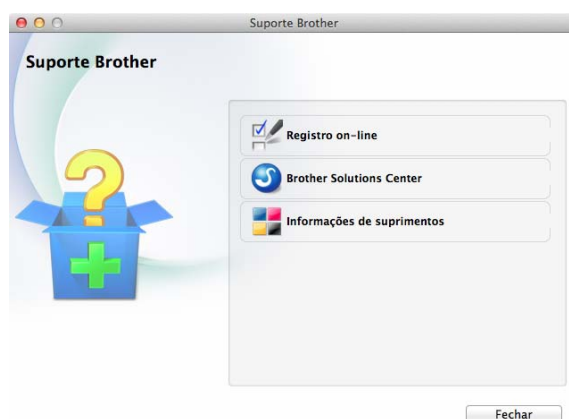 Suporte Brother
Suporte Brother
Registro on-line
Brother Solutions Center
Informações de suprimentos
Fechar